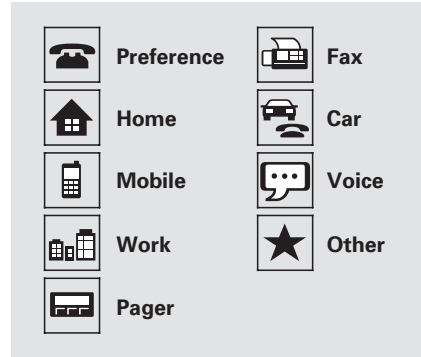 Preference
Home
Mobile
Work
Pager
Fax
Car
Voice
Other